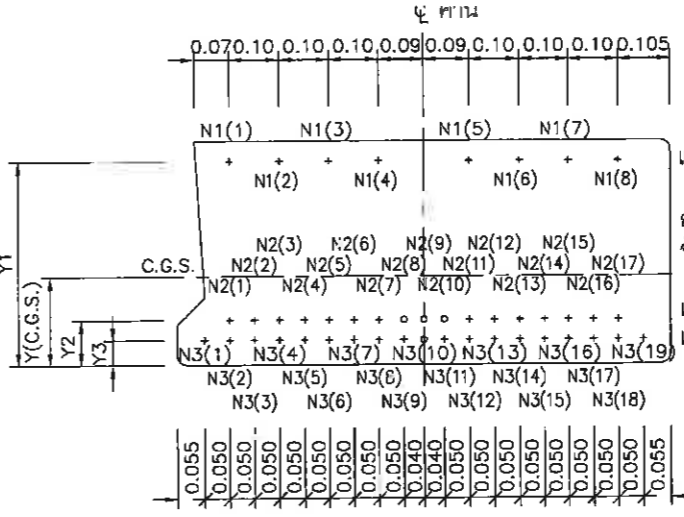 ℄ คาน
0.07 0.10 0.10 0.10 0.09 0.09 0.10 0.10 0.10 0.105
N1(1) N1(3) N1(5) N1(7)
N1(2) N1(4) N1(6) N1(8)
N2(3) N2(6) N2(9) N2(12) N2(15)
C.G.S. N2(2) N2(5) N2(8) N2(11) N2(14) N2(17)
N2(1) N2(4) N2(7) N2(10) N2(13) N2(16)
Y1
Y(C.G.S.)
Y2
Y3
N3(1) N3(4) N3(7) N3(10) N3(13) N3(16) N3(19)
N3(2) N3(5) N3(8) N3(11) N3(14) N3(17)
N3(3) N3(6) N3(9) N3(12) N3(15) N3(18)
0.055 0.050 0.050 0.050 0.050 0.050 0.050 0.050 0.050 0.040 0.040 0.050 0.050 0.050 0.050 0.050 0.050 0.050 0.050 0.055